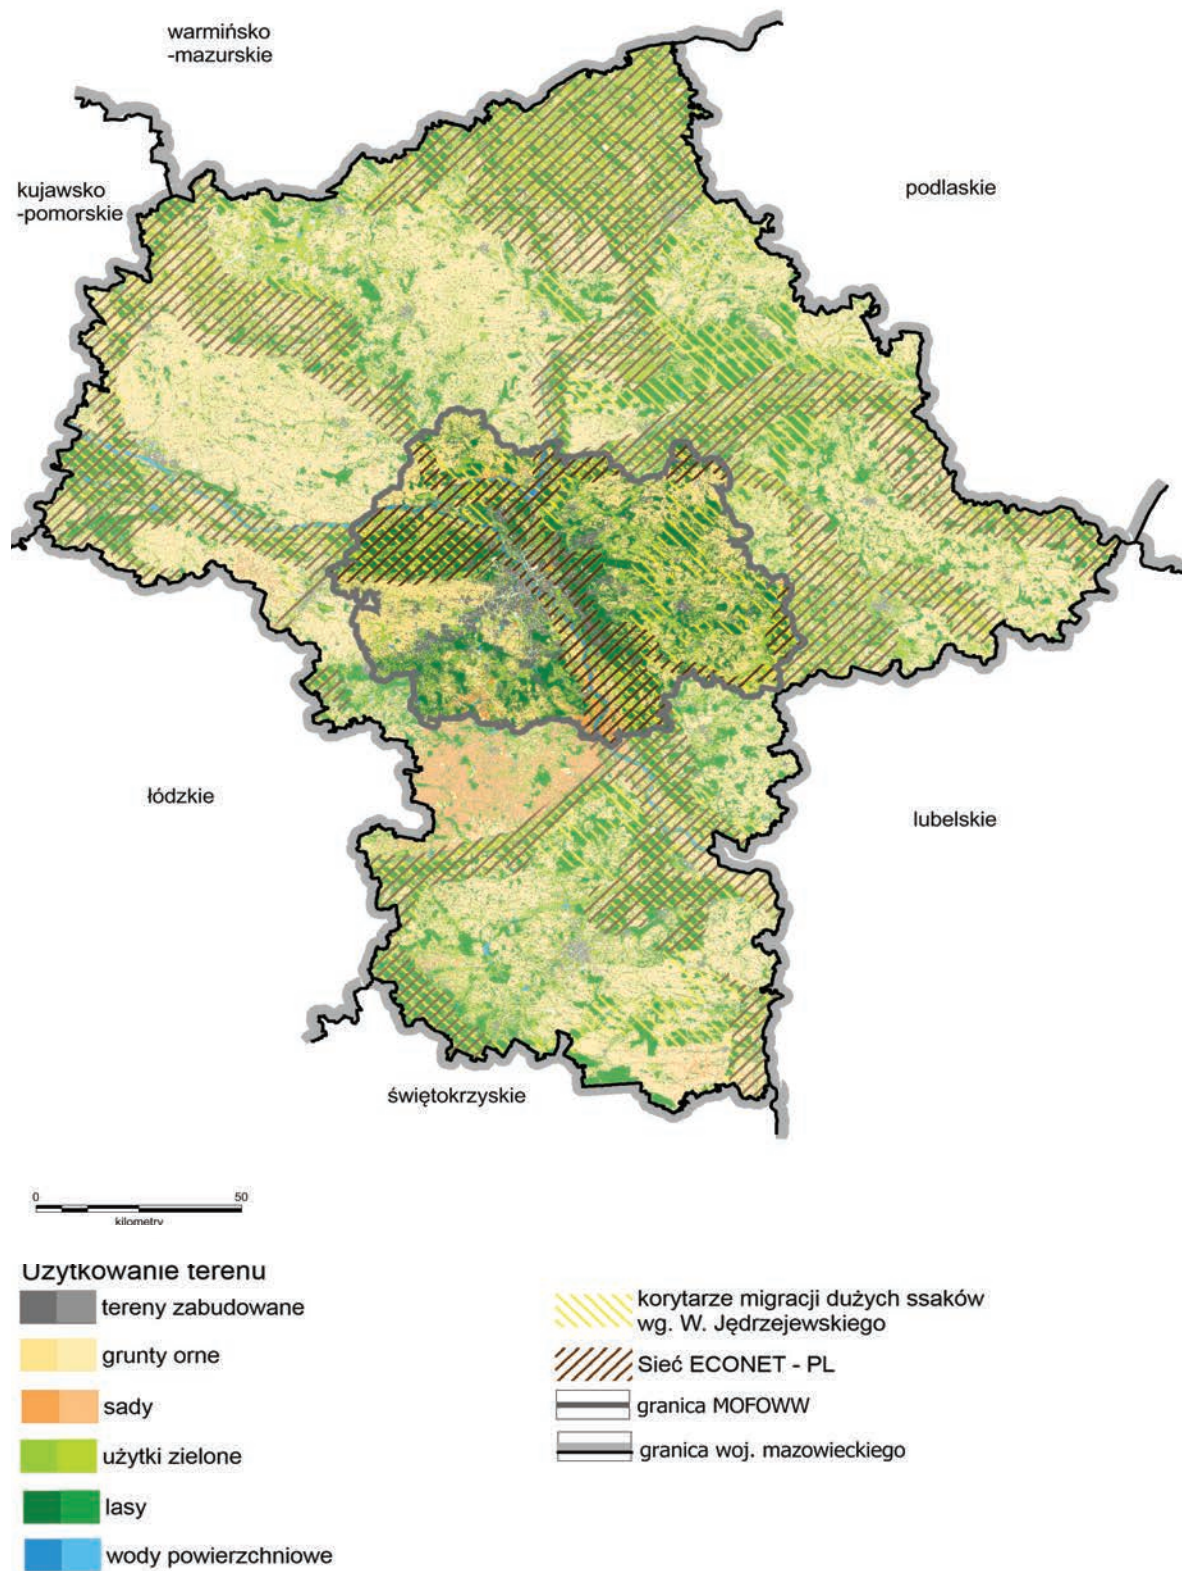 warmińsko
-mazurskie
kujawsko
-pomorskie
podlaskie
łódzkie
lubelskie
świętokrzyskie
0 50
kilometry
Użytkowanie terenu
tereny zabudowane
grunty orne
sady
użytki zielone
lasy
wody powierzchniowe
korytarze migracji dużych ssaków
wg. W. Jędrzejewskiego
Sieć ECONET - PL
granica MOFOWW
granica woj. mazowieckiego